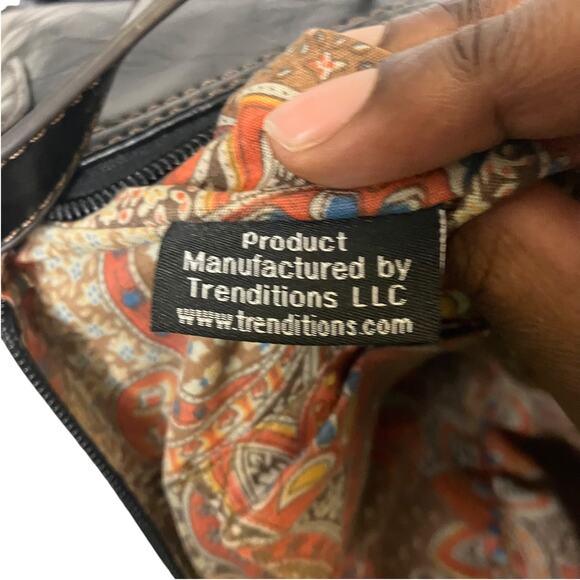 Product
Manufactured by
Trenditions LLC
www.trenditions.com